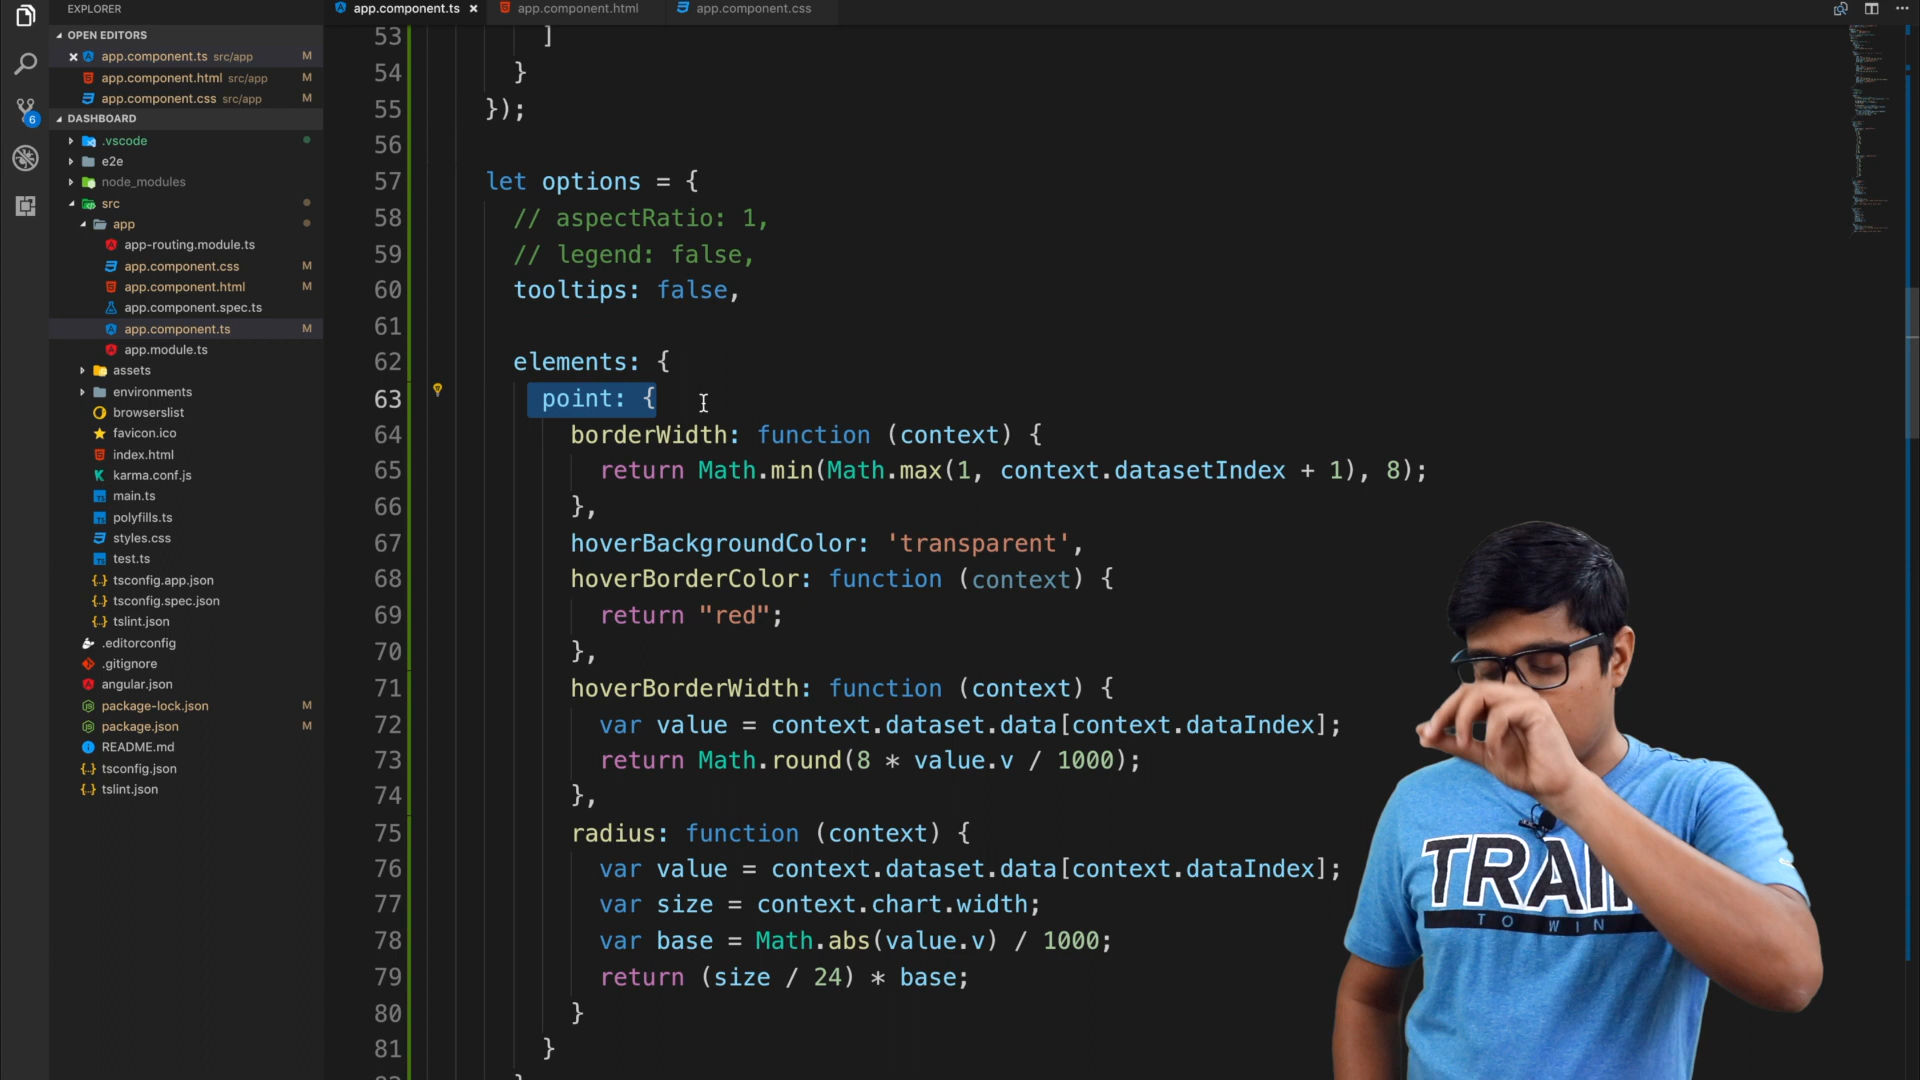 EXPLORER
OPEN EDITORS
app.component.ts src/app M
app.component.html src/app M
app.component.css src/app M
DASHBOARD
.vscode
e2e
node_modules
src
app
app-routing.module.ts
app.component.css M
app.component.html M
app.component.spec.ts
app.component.ts M
app.module.ts
assets
environments
browserslist
favicon.ico
index.html
karma.conf.js
main.ts
polyfills.ts
styles.css
test.ts
tsconfig.app.json
tsconfig.spec.json
tslint.json
.editorconfig
.gitignore
angular.json
package-lock.json M
package.json M
README.md
tsconfig.json
tslint.json
6
app.component.ts app.component.html app.component.css
53 ]
54 }
55 });
56
57 let options = {
58 // aspectRatio: 1,
59 // legend: false,
60 tooltips: false,
61
62 elements: {
63 point: {
64 borderWidth: function (context) {
65 return Math.min(Math.max(1, context.datasetIndex + 1), 8);
66 },
67 hoverBackgroundColor: 'transparent',
68 hoverBorderColor: function (context) {
69 return "red";
70 },
71 hoverBorderWidth: function (context) {
72 var value = context.dataset.data[context.dataIndex];
73 return Math.round(8 * value.v / 1000);
74 },
75 radius: function (context) {
76 var value = context.dataset.data[context.dataIndex];
77 var size = context.chart.width;
78 var base = Math.abs(value.v) / 1000;
79 return (size / 24) * base;
80 }
81 }
TO WIN